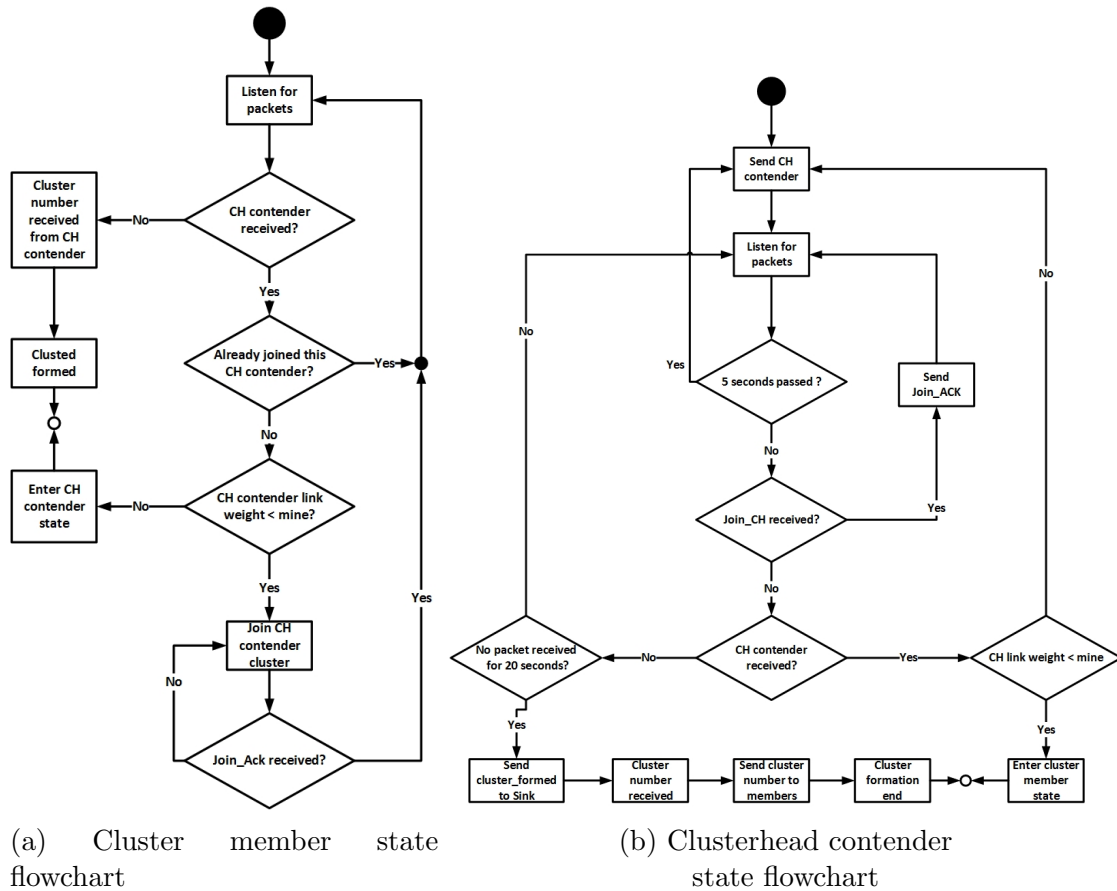 Listen for
packets
CH contender
received?
No
Cluster
number
received
from CH
contender
Yes
Clusted
formed
Already joined this
CH contender?
Yes
No
Enter CH
contender
state
No
CH contender link
weight < mine?
Yes
Join CH
contender
cluster
No
Yes
Join_Ack received?
(a) Cluster member state
flowchart
Send CH
contender
Listen for
packets
No
No
Yes
5 seconds passed ?
Send
Join_ACK
No
Join_CH received?
Yes
No
No packet received
for 20 seconds?
No
CH contender
received?
Yes
CH link weight < mine
Yes
Yes
Send
cluster_formed
to Sink
Cluster
number
received
Send cluster
number to
members
Cluster
formation
end
Enter cluster
member
state
(b) Clusterhead contender
state flowchart